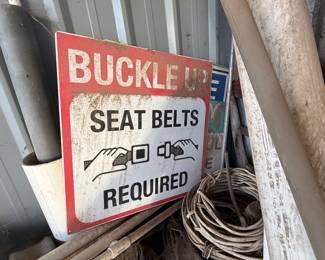 BUCKLE UP
SEAT BELTS
REQUIRED